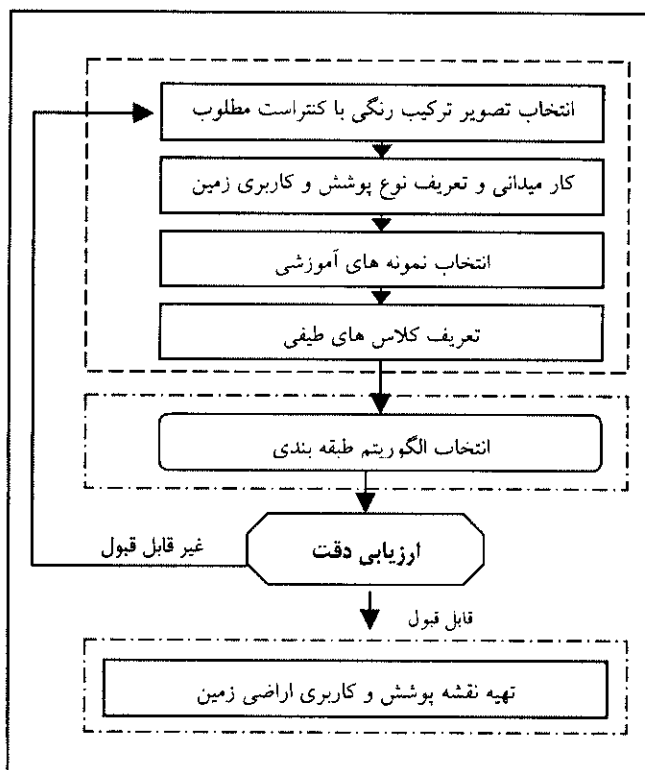 انتخاب تصویر ترکیب رنگی با کنتراست مطلوب
کار میدانی و تعریف نوع پوشش و کاربری زمین
انتخاب نمونه های آموزشی
تعریف کلاس های طیفی
انتخاب الگوریتم طبقه بندی
ارزیابی دقت
غیر قابل قبول
قابل قبول
تهیه نقشه پوشش و کاربری اراضی زمین